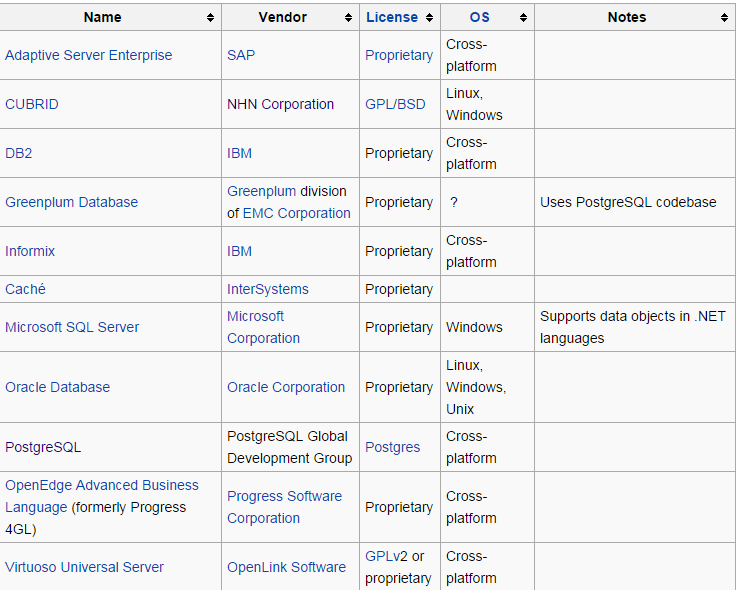 Name Vendor License OS Notes
Adaptive Server Enterprise SAP Proprietary Cross-
platform
CUBRID NHN Corporation GPL/BSD Linux,
Windows
DB2 IBM Proprietary Cross-
platform
Greenplum Database Greenplum division
of EMC Corporation Proprietary ? Uses PostgreSQL codebase
Informix IBM Proprietary Cross-
platform
Caché InterSystems Proprietary
Microsoft SQL Server Microsoft
Corporation Proprietary Windows Supports data objects in .NET
languages
Oracle Database Oracle Corporation Proprietary Linux,
Windows,
Unix
PostgreSQL PostgreSQL Global
Development Group Postgres Cross-
platform
OpenEdge Advanced Business
Language (formerly Progress
4GL) Progress Software
Corporation Proprietary Cross-
platform
Virtuoso Universal Server OpenLink Software GPLv2 or
proprietary Cross-
platform